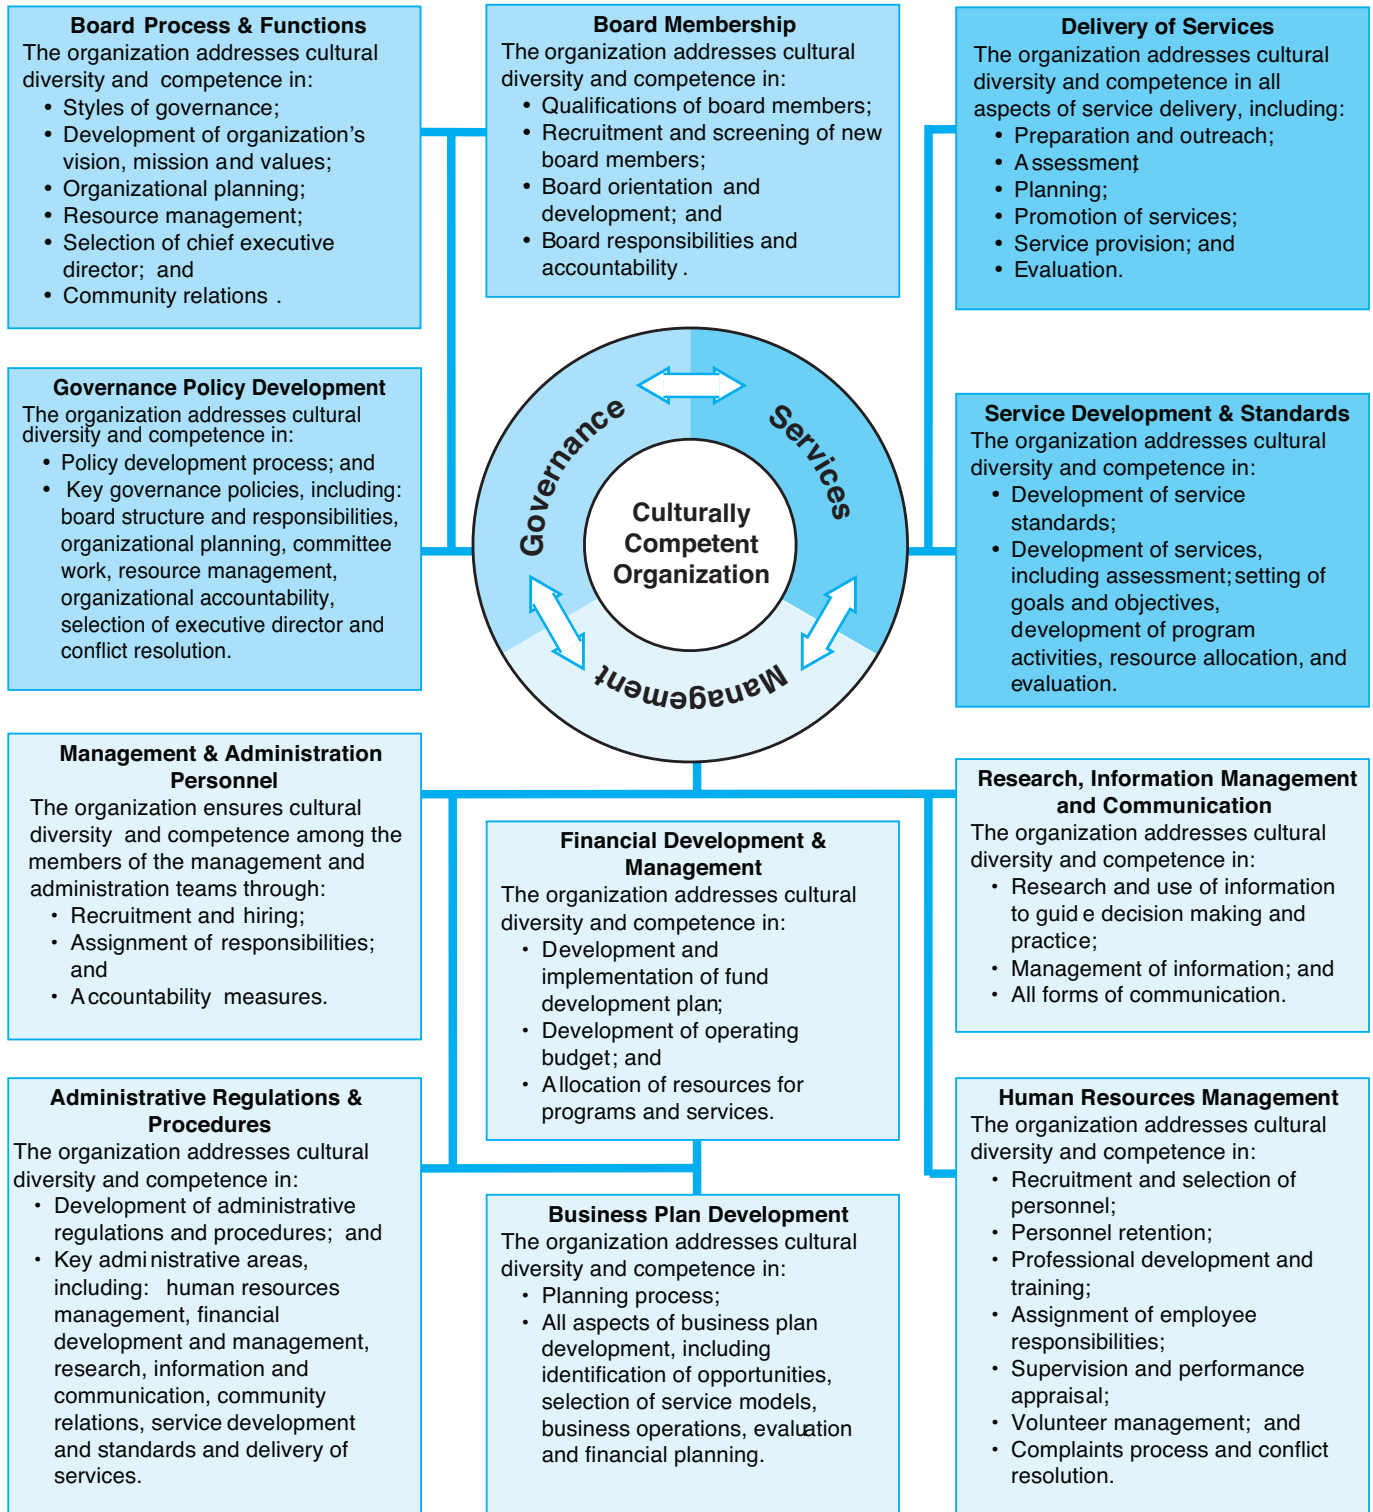 Board Process & Functions
The organization addresses cultural
diversity and competence in:
• Styles of governance;
• Development of organization’s
vision, mission and values;
• Organizational planning;
• Resource management;
• Selection of chief executive
director; and
• Community relations .
Board Membership
The organization addresses cultural
diversity and competence in:
• Qualifications of board members;
• Recruitment and screening of new
board members;
• Board orientation and
development; and
• Board responsibilities and
accountability .
Delivery of Services
The organization addresses cultural
diversity and competence in all
aspects of service delivery, including:
• Preparation and outreach;
• Assessment;
• Planning;
• Promotion of services;
• Service provision; and
• Evaluation.
Governance Policy Development
The organization addresses cultural
diversity and competence in:
• Policy development process; and
• Key governance policies, including:
board structure and responsibilities,
organizational planning, committee
work, resource management,
organizational accountability,
selection of executive director and
conflict resolution.
Governance
Services
Management
Culturally
Competent
Organization
Service Development & Standards
The organization addresses cultural
diversity and competence in:
• Development of service
standards;
• Development of services,
including assessment; setting of
goals and objectives,
development of program
activities, resource allocation, and
evaluation.
Management & Administration
Personnel
The organization ensures cultural
diversity and competence among the
members of the management and
administration teams through:
• Recruitment and hiring;
• Assignment of responsibilities;
and
• Accountability measures.
Financial Development &
Management
The organization addresses cultural
diversity and competence in:
• Development and
implementation of fund
development plan;
• Development of operating
budget; and
• Allocation of resources for
programs and services.
Research, Information Management
and Communication
The organization addresses cultural
diversity and competence in:
• Research and use of information
to guid e decision making and
practice;
• Management of information; and
• All forms of communication.
Administrative Regulations &
Procedures
The organization addresses cultural
diversity and competence in:
• Development of administrative
regulations and procedures; and
• Key administrative areas,
including: human resources
management, financial
development and management,
research, information and
communication, community
relations, service development
and standards and delivery of
services.
Business Plan Development
The organization addresses cultural
diversity and competence in:
• Planning process;
• All aspects of business plan
development, including
identification of opportunities,
selection of service models,
business operations, evaluation
and financial planning.
Human Resources Management
The organization addresses cultural
diversity and competence in:
• Recruitment and selection of
personnel;
• Personnel retention;
• Professional development and
training;
• Assignment of employee
responsibilities;
• Supervision and performance
appraisal;
• Volunteer management; and
• Complaints process and conflict
resolution.